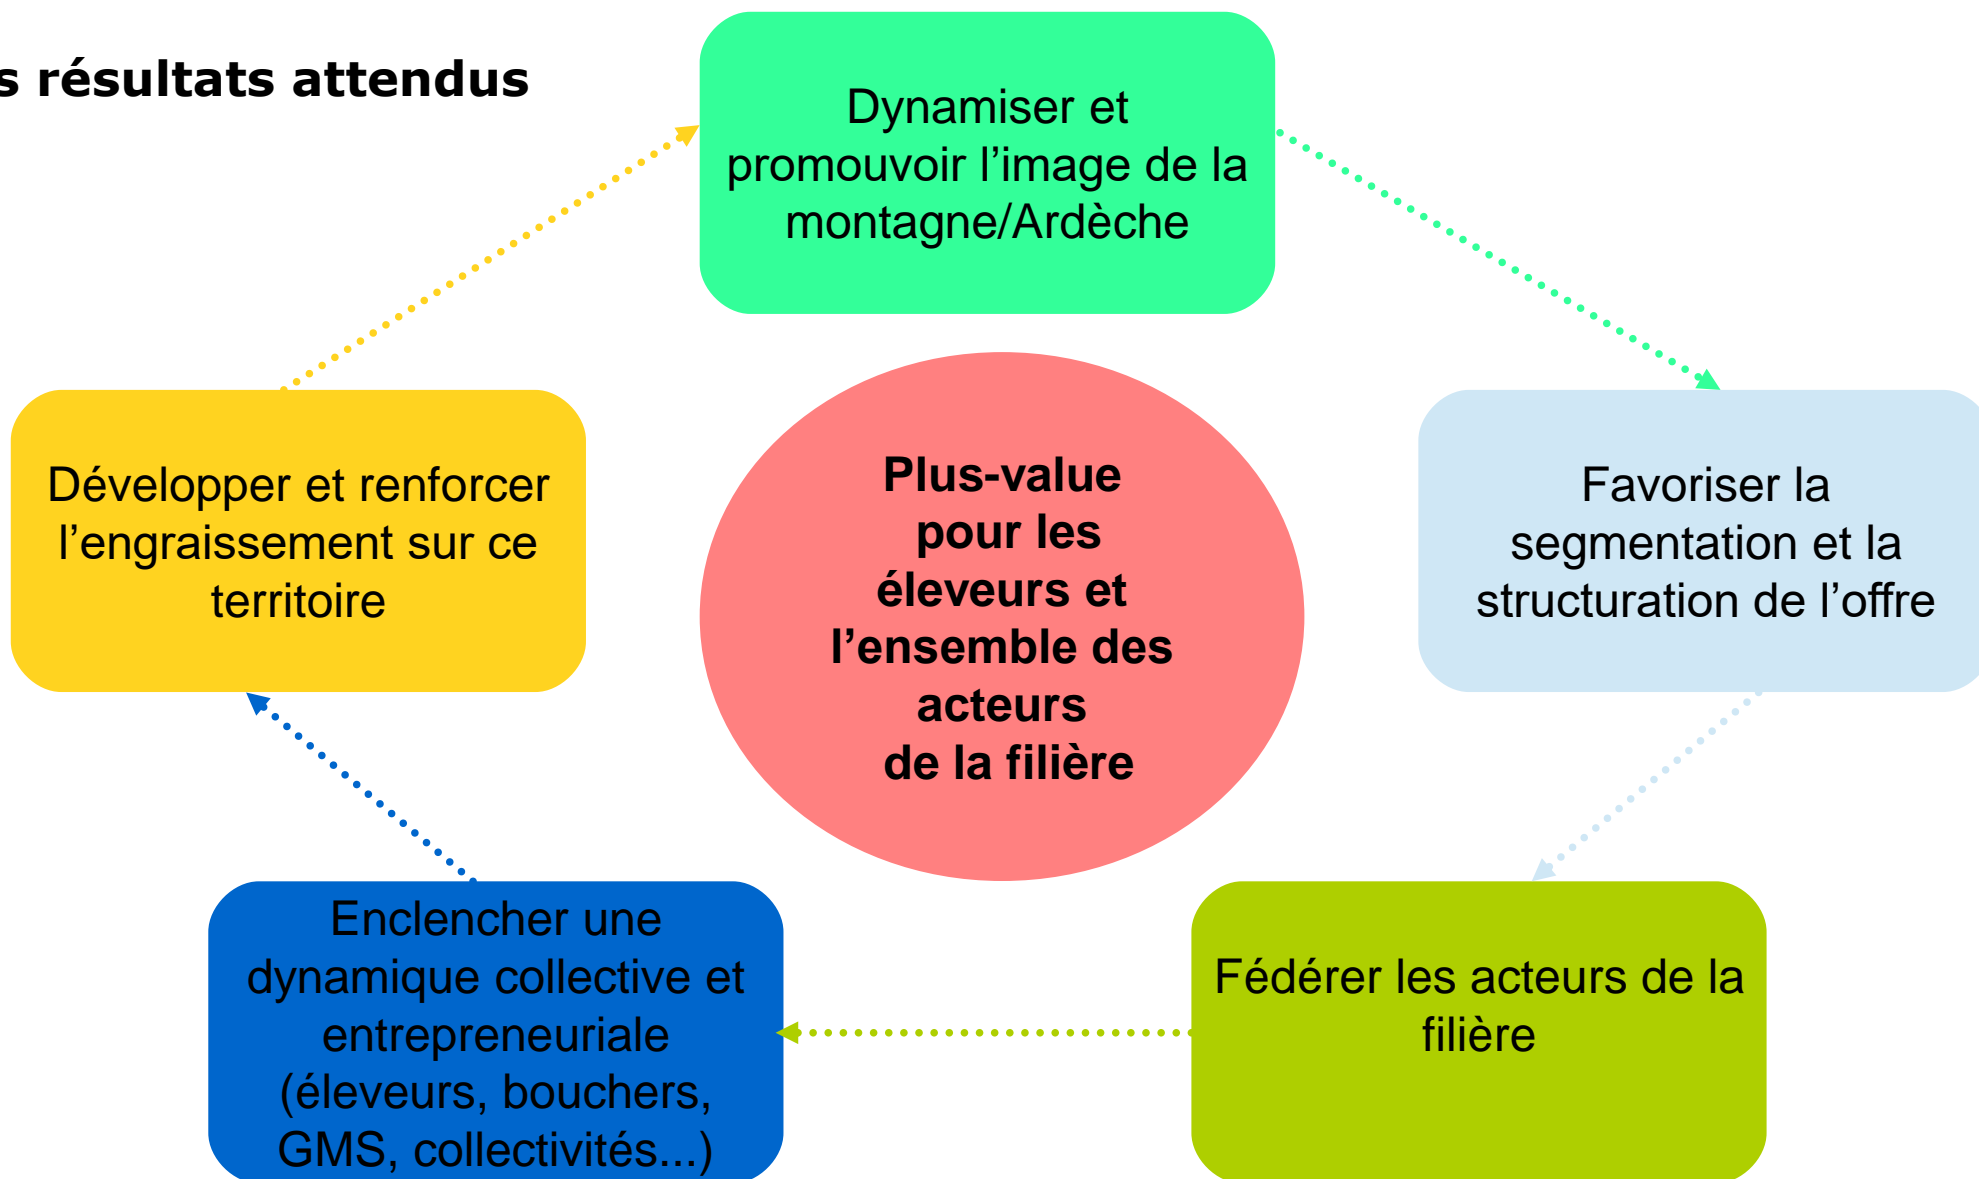 s résultats attendus
Dynamiser et
promouvoir l’image de la
montagne/Ardèche
Développer et renforcer
l’engraissement sur ce
territoire
Plus-value
pour les
éleveurs et
l’ensemble des
acteurs
de la filière
Favoriser la
segmentation et la
structuration de l’offre
Enclencher une
dynamique collective et
entrepreneuriale
(éleveurs, bouchers,
GMS, collectivités...)
Fédérer les acteurs de la
filière